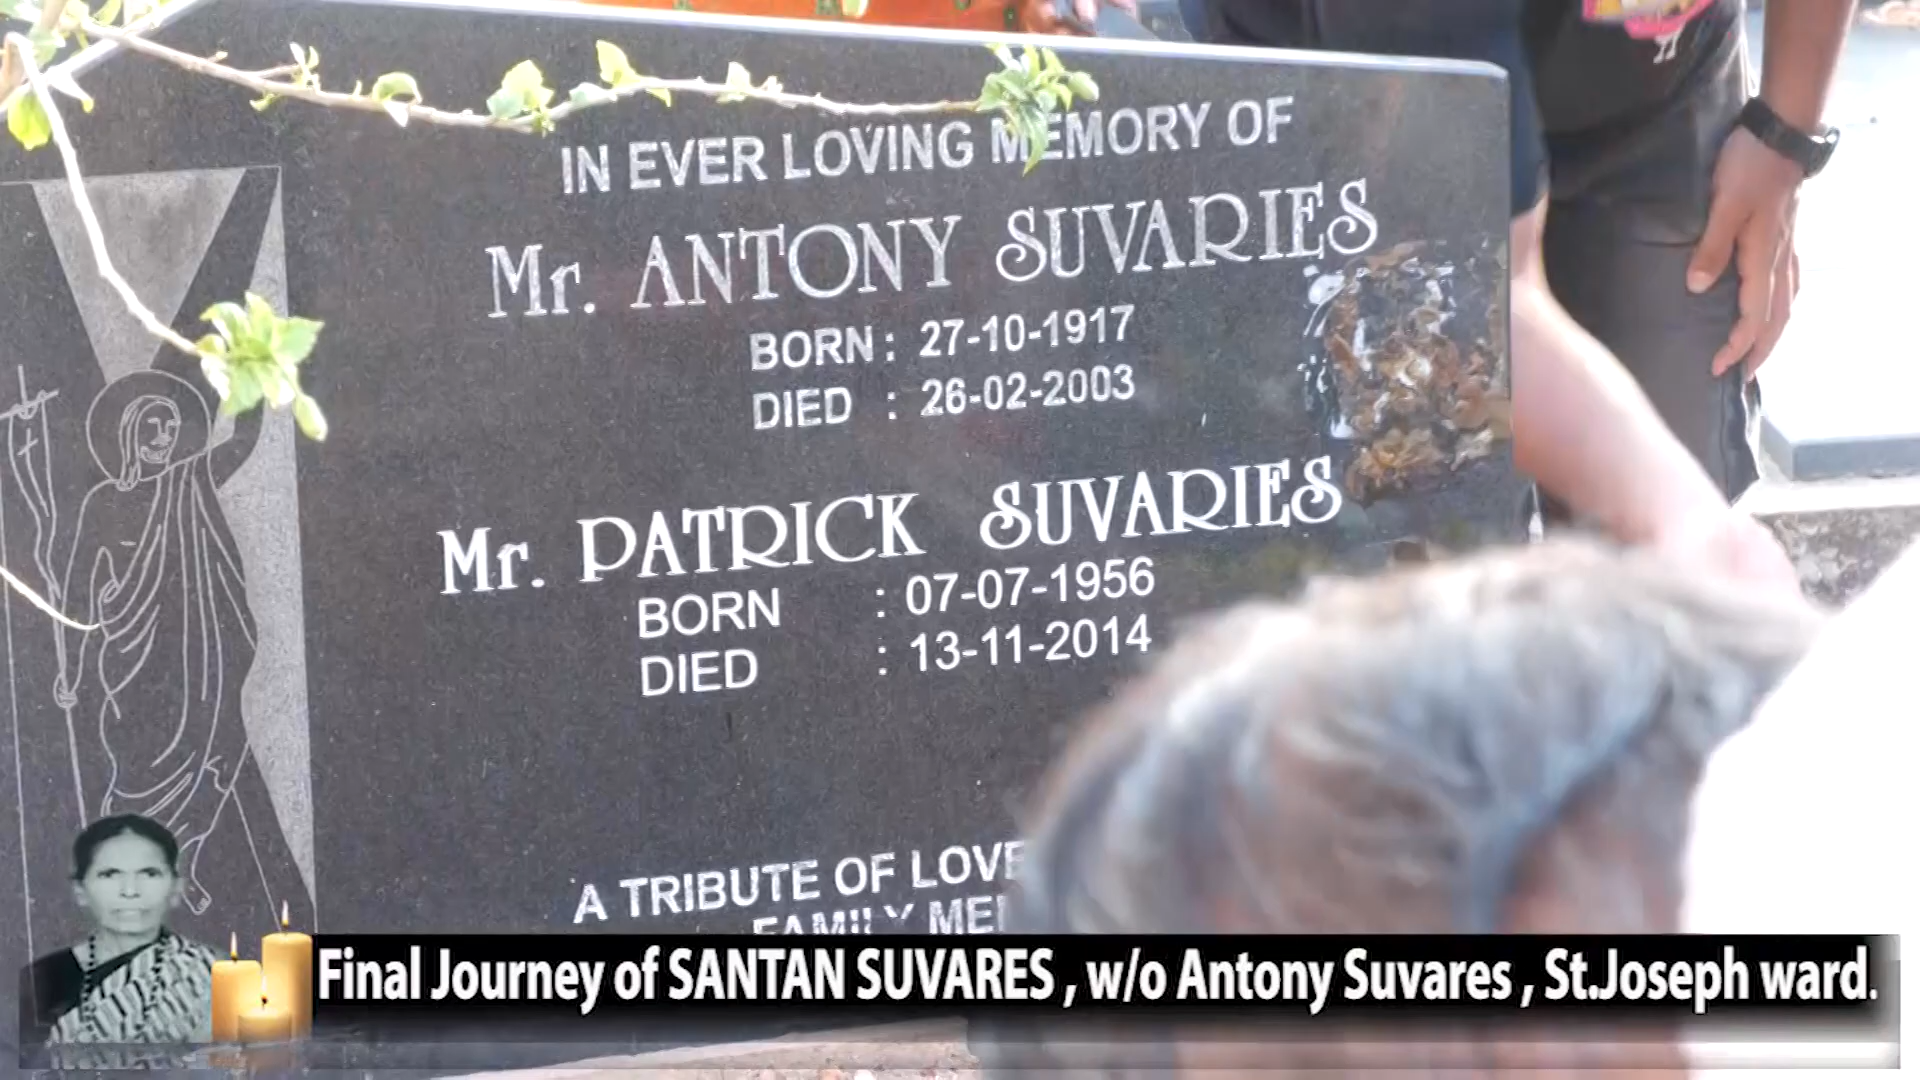 IN EVER LOVING MEMORY OF
Mr. ANTONY SUVARIES
BORN : 27-10-1917
DIED : 26-02-2003
Mr. PATRICK SUVARIES
BORN : 07-07-1956
DIED : 13-11-2014
A TRIBUTE OF LOVE
FAMILY
Final Journey of SANTAN SUVARES , w/o Antony Suvares , St.Joseph ward.